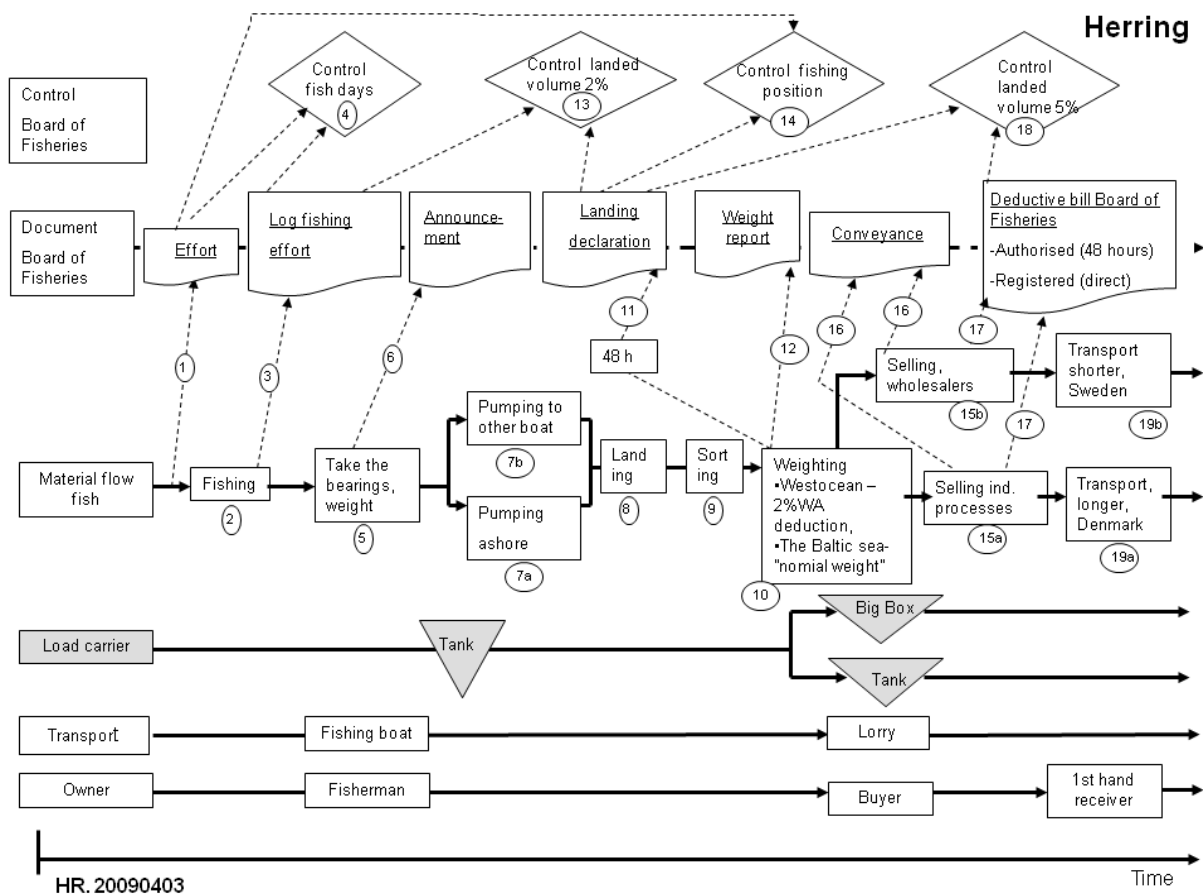 Herring
Control
Board of
Fisheries
Control
fish days
4
Control landed
volume 2%
13
Control fishing
position
14
Control
landed
volume 5%
18
Document
Board of
Fisheries
Effort
Log fishing
effort
Announce-
ment
Landing
declaration
Weight
report
Conveyance
Deductive bill Board of
Fisheries
-Authorised (48 hours)
-Registered (direct)
1
3
6
11
48 h
12
16
16
17
17
Selling,
wholesalers
15b
Transport
shorter,
Sweden
19b
Material flow
fish
Fishing
2
Take the
bearings,
weight
5
Pumping to
other boat
7b
Pumping
ashore
7a
Land
ing
8
Sort
ing
9
Weighting
•Westocean –
2%WA
deduction,
•The Baltic sea-
"nomial weight"
10
Selling ind.
processes
15a
Transport,
longer,
Denmark
19a
Load carrier
Tank
Big Box
Tank
Transport
Fishing boat
Lorry
Owner
Fisherman
Buyer
1st hand
receiver
HR. 20090403
Time